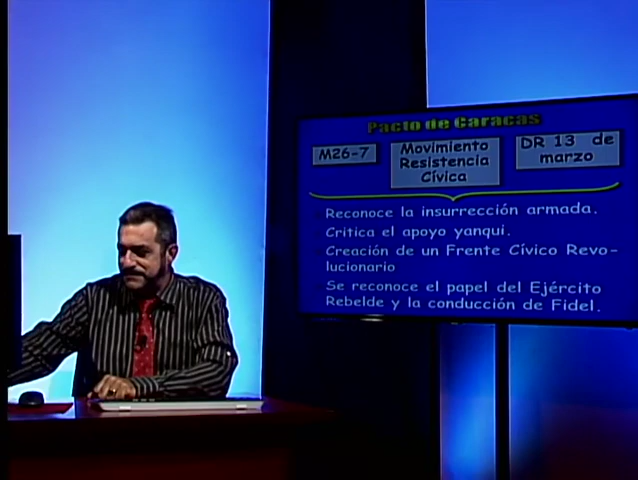 Pacto de Caracas
M26-7
Movimiento
Resistencia
Cívica
DR 13 de
marzo
Reconoce la insurrección armada.
Critica el apoyo yanqui.
Creación de un Frente Cívico Revo-
lucionario
Se reconoce el papel del Ejército
Rebelde y la conducción de Fidel.